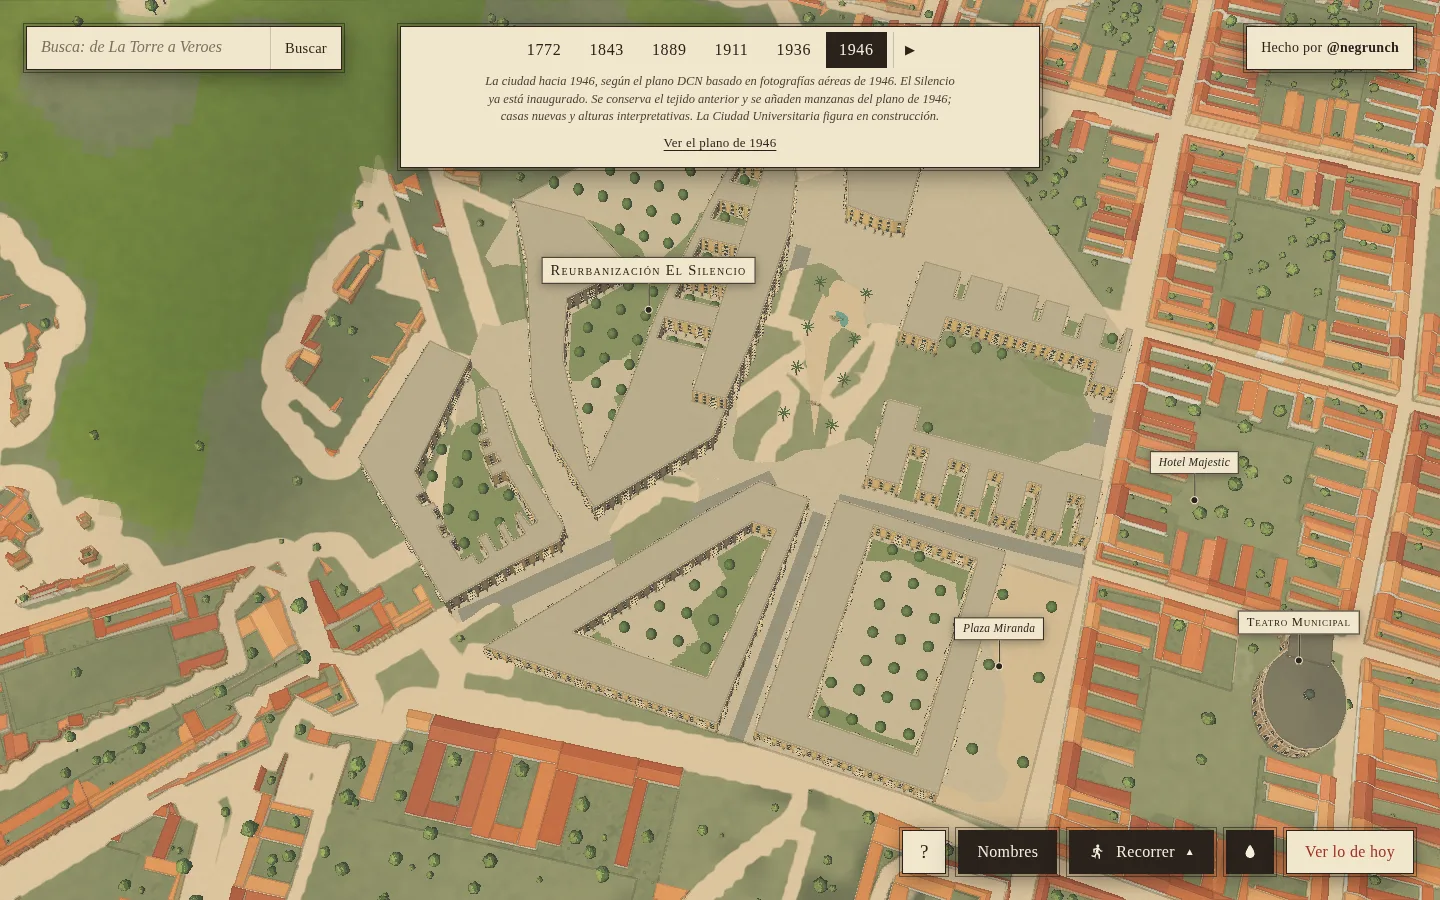 Busca: de La Torre a Veroes
Buscar
1772 1843 1889 1911 1936 1946 ▶
La ciudad hacia 1946, según el plano DCN basado en fotografías aéreas de 1946. El Silencio
ya está inaugurado. Se conserva el tejido anterior y se añaden manzanas del plano de 1946;
casas nuevas y alturas interpretativas. La Ciudad Universitaria figura en construcción.
Ver el plano de 1946
Hecho por @negrunch
Reurbanización El Silencio
Hotel Majestic
Teatro Municipal
Plaza Miranda
?
Nombres
Recorrer ▲
Ver lo de hoy